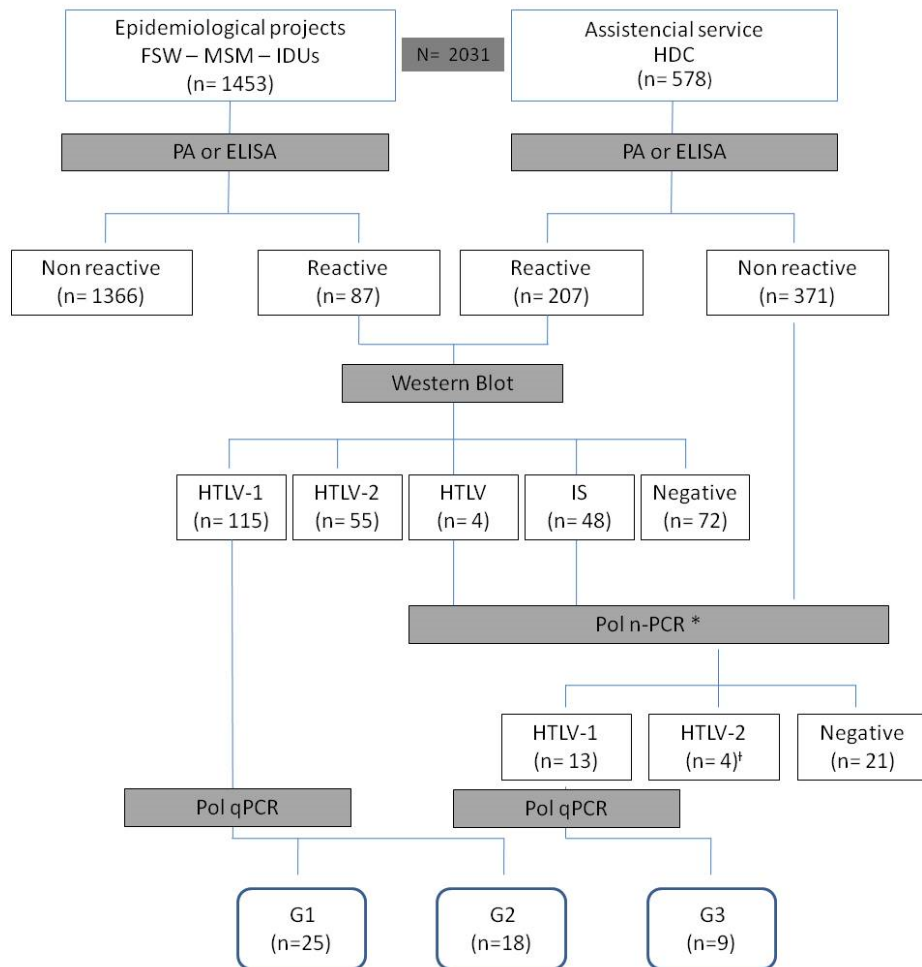 Epidemiological projects
FSW – MSM – IDUs
(n= 1453)
N= 2031
Assistencial service
HDC
(n= 578)
PA or ELISA
PA or ELISA
Non reactive
(n= 1366)
Reactive
(n= 87)
Reactive
(n= 207)
Non reactive
(n= 371)
Western Blot
HTLV-1
(n= 115)
HTLV-2
(n= 55)
HTLV
(n= 4)
IS
(n= 48)
Negative
(n= 72)
Pol n-PCR *
HTLV-1
(n= 13)
HTLV-2
(n= 4)ƚ
Negative
(n= 21)
Pol qPCR
Pol qPCR
G1
(n=25)
G2
(n=18)
G3
(n=9)